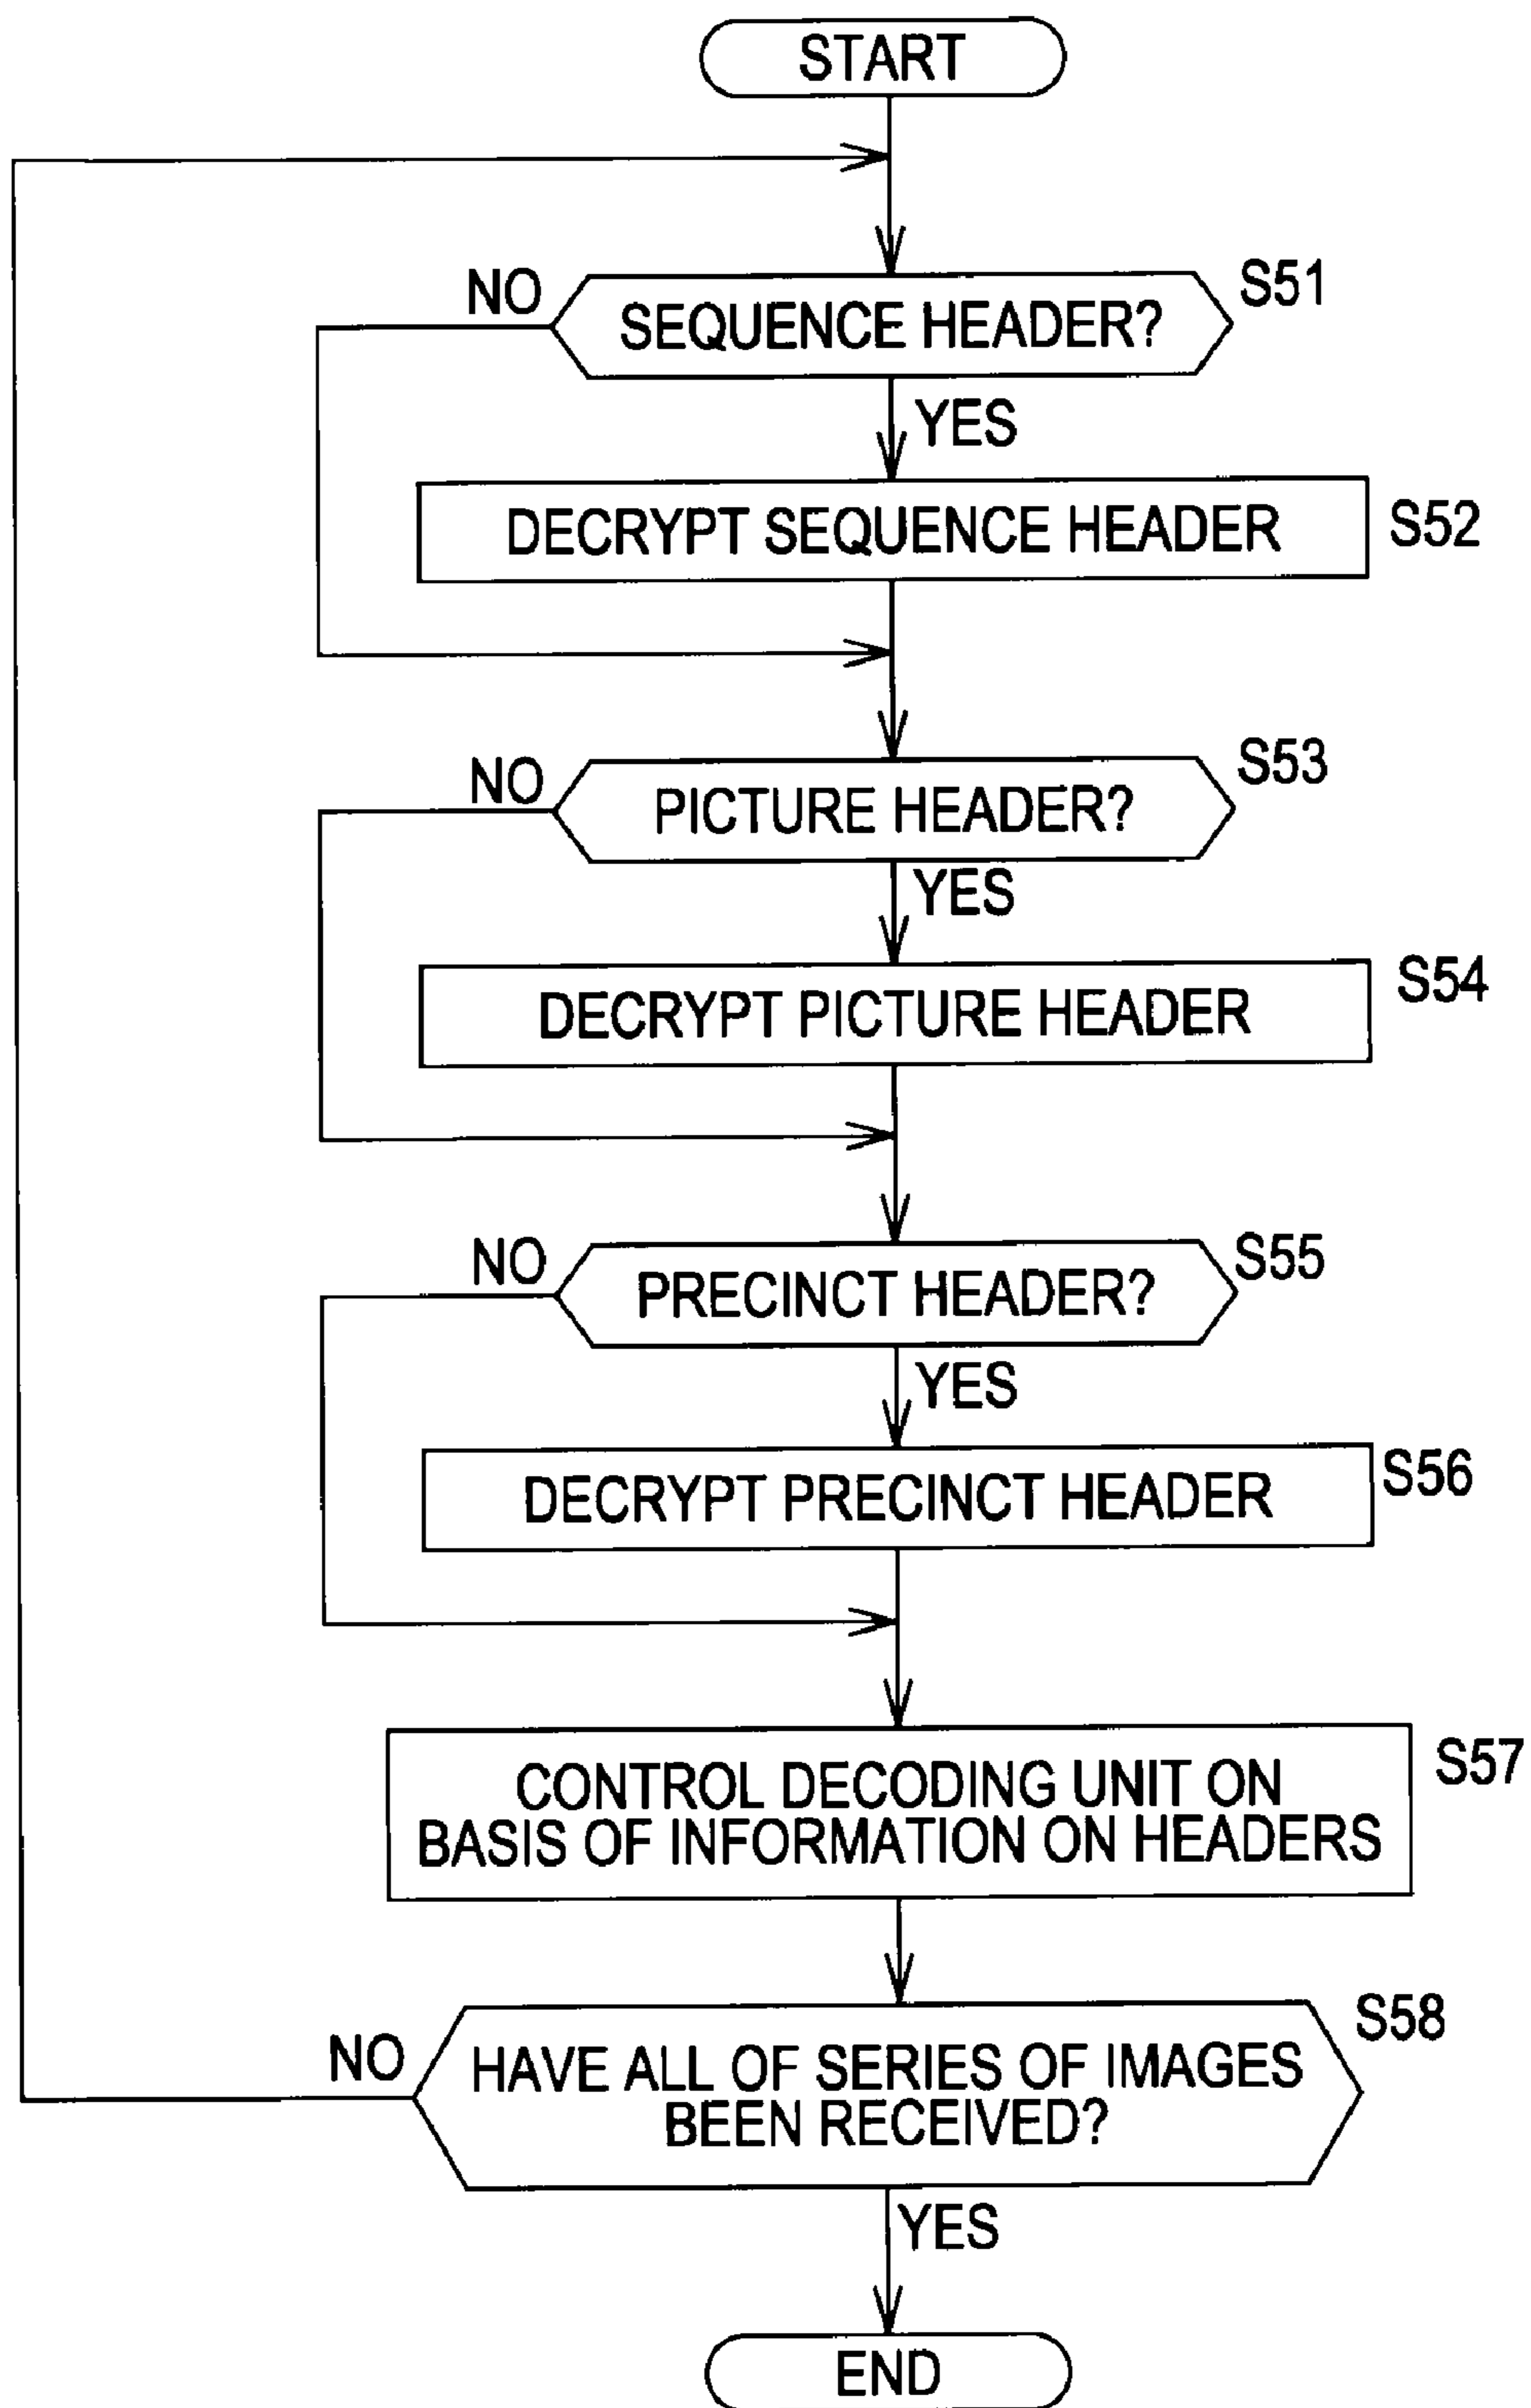 START
NO
SEQUENCE HEADER?
S51
YES
DECRYPT SEQUENCE HEADER
S52
NO
PICTURE HEADER?
S53
YES
DECRYPT PICTURE HEADER
S54
NO
PRECINCT HEADER?
S55
YES
DECRYPT PRECINCT HEADER
S56
CONTROL DECODING UNIT ON
BASIS OF INFORMATION ON HEADERS
S57
NO
HAVE ALL OF SERIES OF IMAGES
BEEN RECEIVED?
S58
YES
END